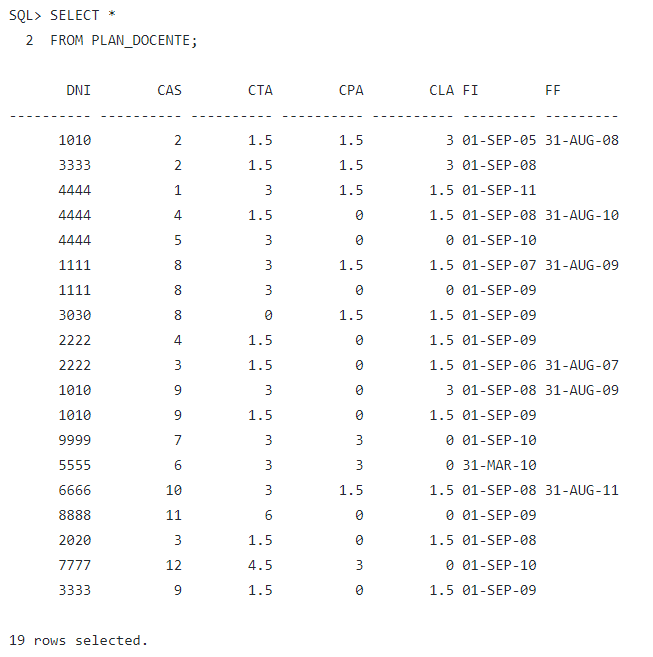 SQL> SELECT *
  2  FROM PLAN_DOCENTE;
       DNI        CAS        CTA        CPA        CLA FI        FF
---------- ---------- ---------- ---------- ---------- --------- ---------
      1010          2        1.5        1.5          3 01-SEP-05 31-AUG-08
      3333          2        1.5        1.5          3 01-SEP-08
      4444          1          3        1.5        1.5 01-SEP-11
      4444          4        1.5          0        1.5 01-SEP-08 31-AUG-10
      4444          5          3          0          0 01-SEP-10
      1111          8          3        1.5        1.5 01-SEP-07 31-AUG-09
      1111          8          3          0          0 01-SEP-09
      3030          8          0        1.5        1.5 01-SEP-09
      2222          4        1.5          0        1.5 01-SEP-09
      2222          3        1.5          0        1.5 01-SEP-06 31-AUG-07
      1010          9          3          0          3 01-SEP-08 31-AUG-09
      1010          9        1.5          0        1.5 01-SEP-09
      9999          7          3          3          0 01-SEP-10
      5555          6          3          3          0 31-MAR-10
      6666         10          3        1.5        1.5 01-SEP-08 31-AUG-11
      8888         11          6          0          0 01-SEP-09
      2020          3        1.5          0        1.5 01-SEP-08
      7777         12        4.5          3          0 01-SEP-10
      3333          9        1.5          0        1.5 01-SEP-09
19 rows selected.